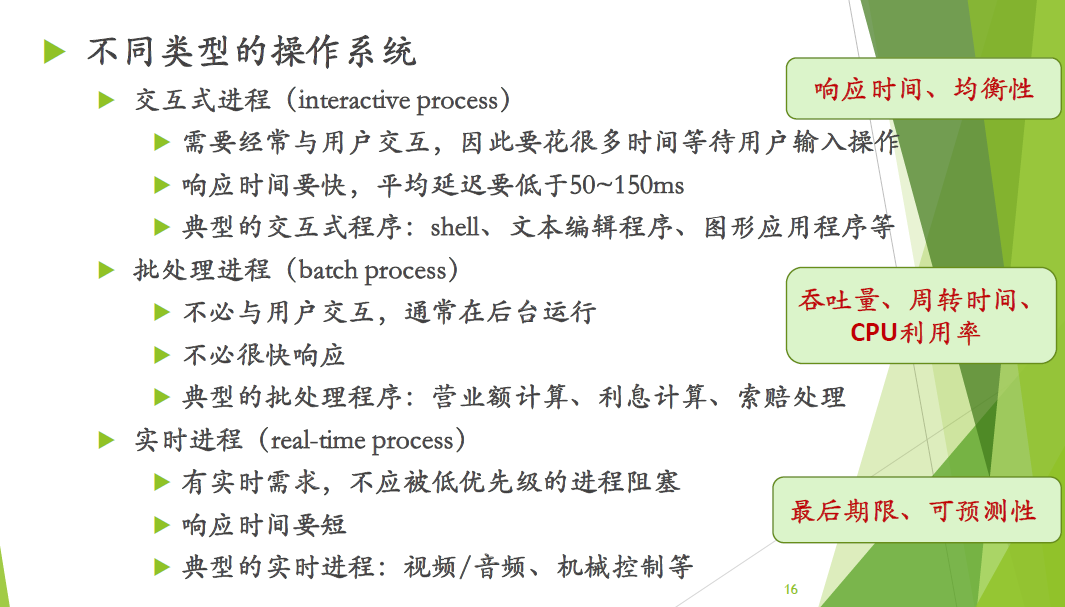 不同类型的操作系统
响应时间、均衡性
交互式进程（interactive process）
需要经常与用户交互，因此要花很多时间等待用户输入操作
响应时间要快，平均延迟要低于50~150ms
典型的交互式程序：shell、文本编辑程序、图形应用程序等
批处理进程（batch process）
不必与用户交互，通常在后台运行
吞吐量、周转时间、
CPU利用率
不必很快响应
典型的批处理程序：营业额计算、利息计算、索赔处理
实时进程（real-time process）
有实时需求，不应被低优先级的进程阻塞
最后期限、可预测性
响应时间要短
典型的实时进程：视频/音频、机械控制等
16